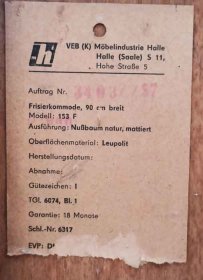 VEB (K) Möbelindustrie Halle
Halle (Saale) S 11,
Hohe Straße 5
Auftrag Nr.
Frisierkommode, 90 cm breit
Modell: 153 F
Ausführung: Nußbaum natur, mattiert
Oberflächenmaterial: Leupolit
Herstellungsdatum:
Abnahme:
Gütezeichen: I
TGL 6074, Bl. 1
Garantie: 18 Monate
Schl.-Nr. 6317
EVP: